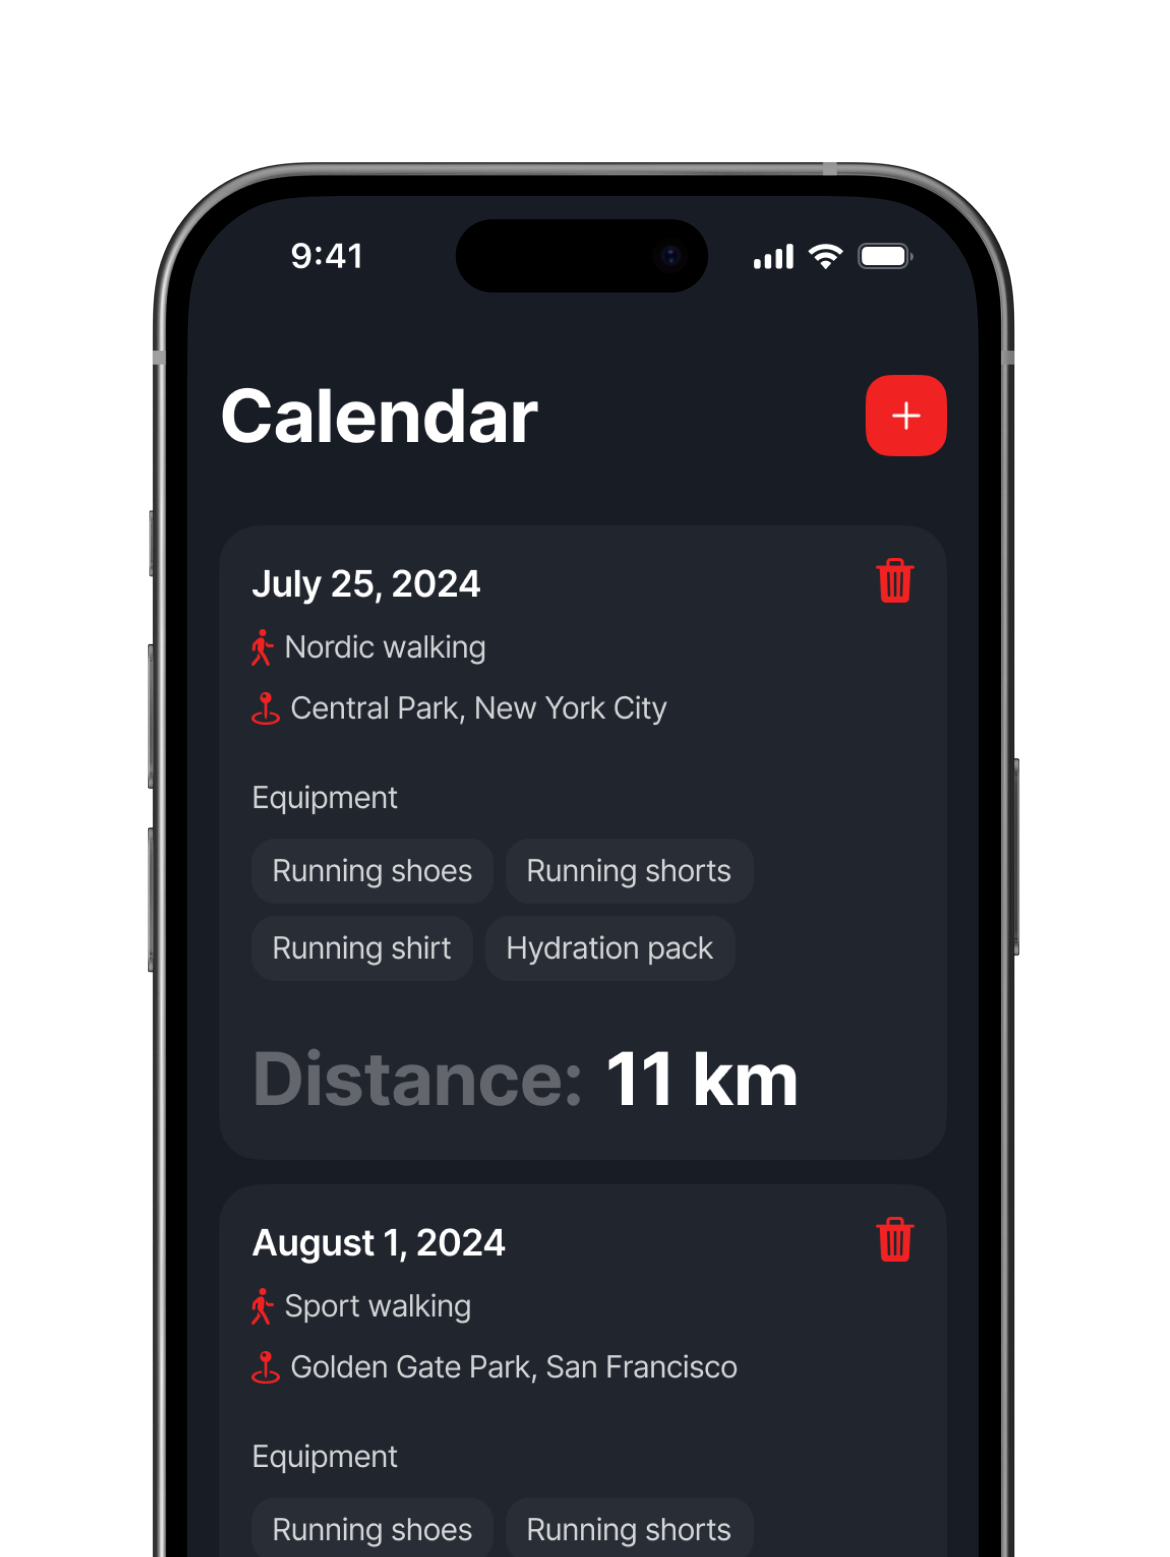 9:41
Calendar
July 25, 2024
Nordic walking
Central Park, New York City
Equipment
Running shoes
Running shorts
Running shirt
Hydration pack
Distance: 11 km
August 1, 2024
Sport walking
Golden Gate Park, San Francisco
Equipment
Running shoes
Running shorts